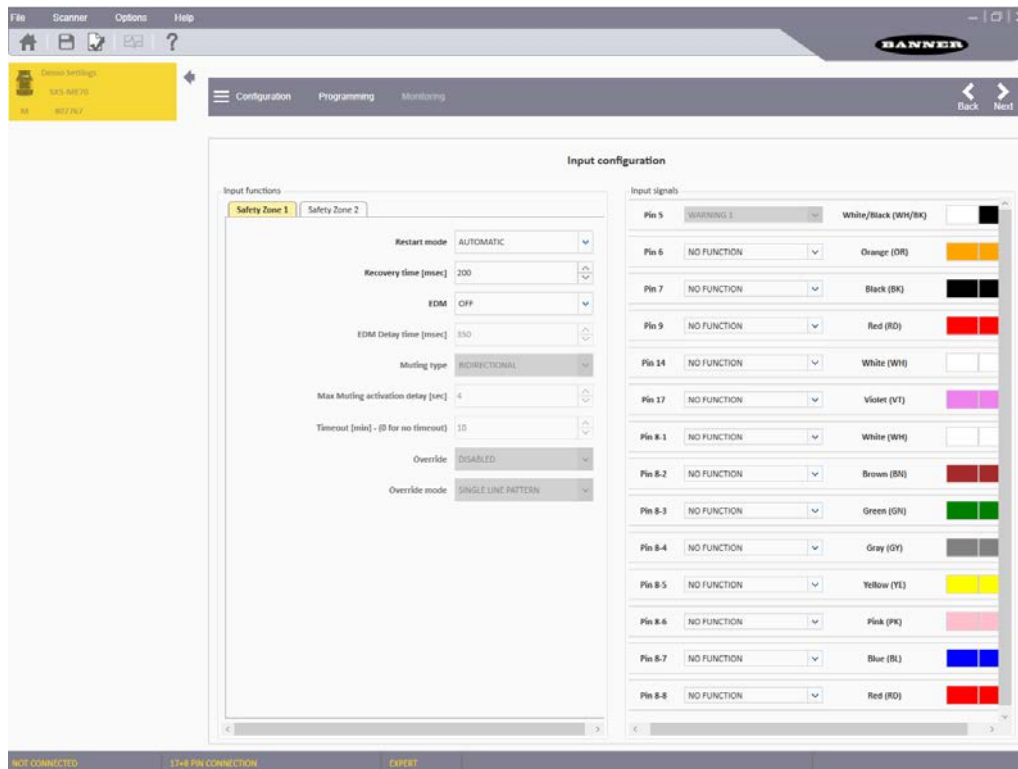 File Scanner Options Help
BANNER
Demo Settings
SX5-ME70
M 807767
Configuration Programming Monitoring
Back Next
Input configuration
Input functions
Safety Zone 1 Safety Zone 2
Restart mode AUTOMATIC
Recovery time [msec] 200
EDM OFF
EDM Delay time [msec] 350
Muting type BIDIRECTIONAL
Max Muting activation delay [sec] 4
Timeout [min] - (0 for no timeout) 10
Override DISABLED
Override mode SINGLE LINE PATTERN
Input signals
Pin 5 WARNING 1 White/Black (WH/BK)
Pin 6 NO FUNCTION Orange (OR)
Pin 7 NO FUNCTION Black (BK)
Pin 9 NO FUNCTION Red (RD)
Pin 14 NO FUNCTION White (WH)
Pin 17 NO FUNCTION Violet (VT)
Pin 8-1 NO FUNCTION White (WH)
Pin 8-2 NO FUNCTION Brown (BN)
Pin 8-3 NO FUNCTION Green (GN)
Pin 8-4 NO FUNCTION Gray (GY)
Pin 8-5 NO FUNCTION Yellow (YE)
Pin 8-6 NO FUNCTION Pink (PK)
Pin 8-7 NO FUNCTION Blue (BL)
Pin 8-8 NO FUNCTION Red (RD)
NOT CONNECTED 17+8 PIN CONNECTION EXPERT